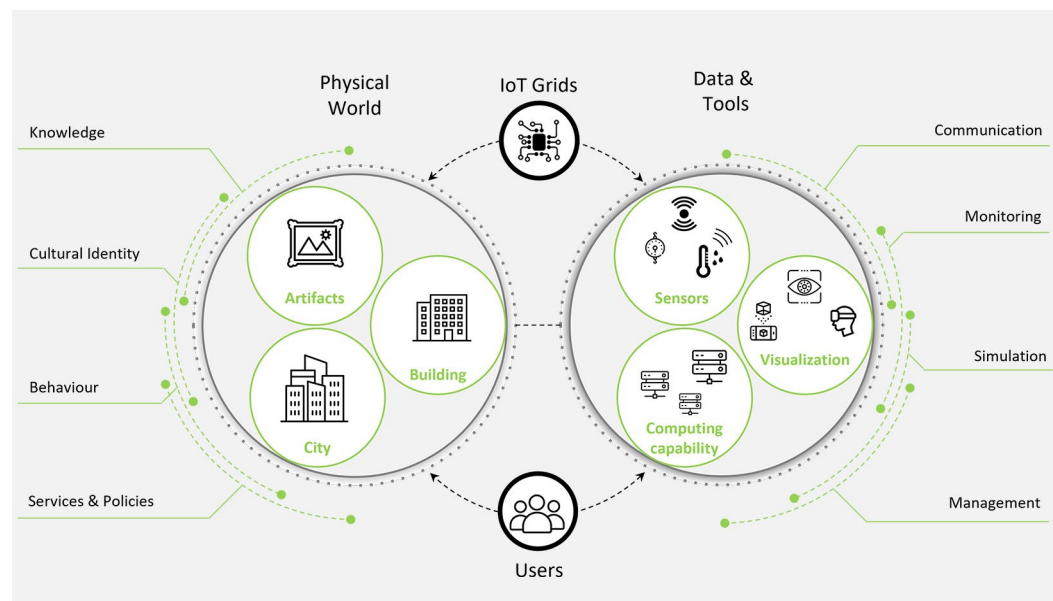 Physical
World
IoT Grids
Data &
Tools
Knowledge
Cultural Identity
Behaviour
Services & Policies
Artifacts
Building
City
Sensors
Visualization
Computing
capability
Communication
Monitoring
Simulation
Management
Users